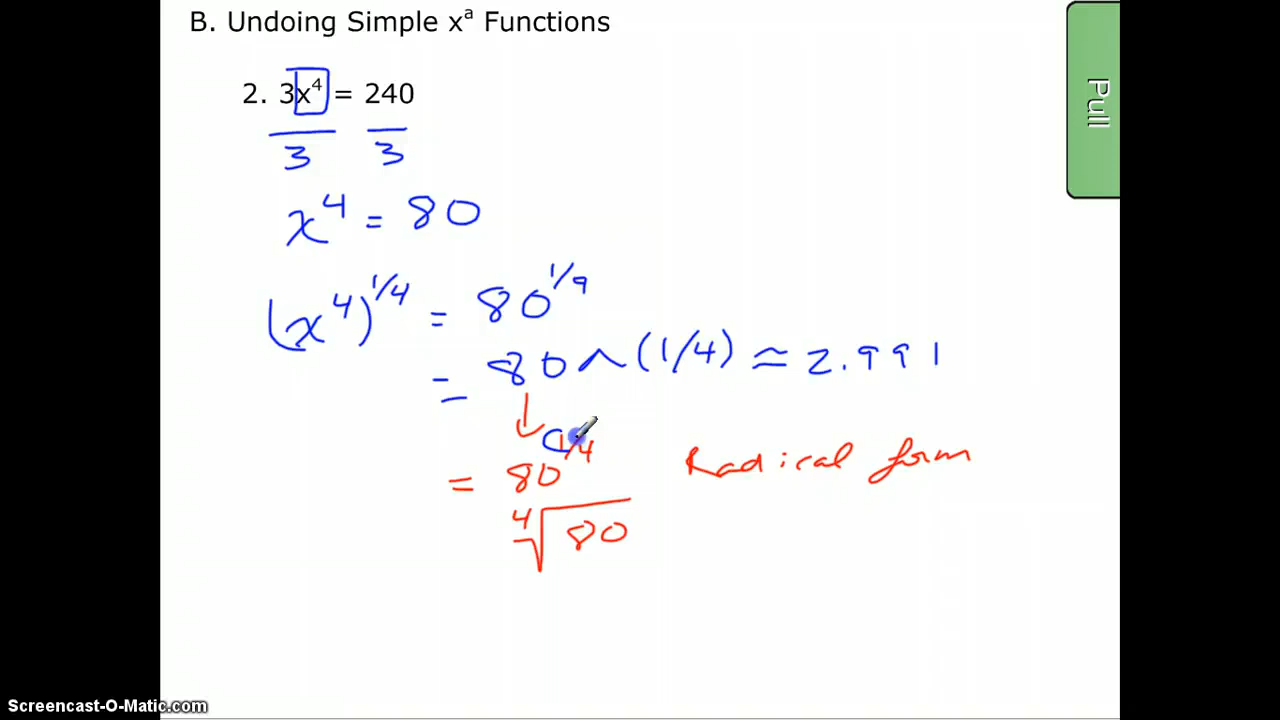 B. Undoing Simple xᵃ Functions
Pull
2. 3x⁴ = 240
3 3
x⁴ = 80
(x⁴)^1/4 = 80^1/9
= 80^(1/4) ≈ 2.991
= 80^1/4 Radical form
⁴√80
Screencast-O-Matic.com